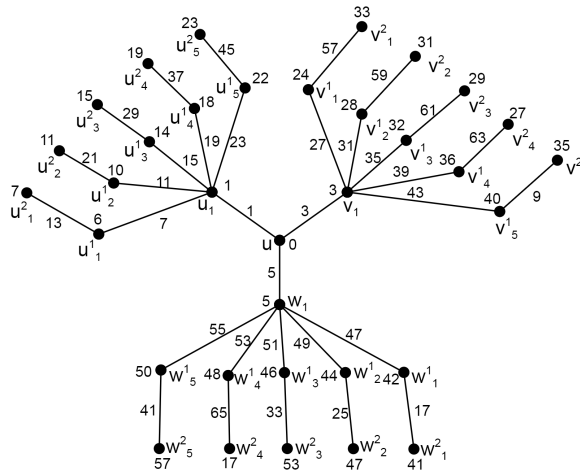 33
23
u²₅
57
v²₁
45
31
19
24
v²₂
u²₄
22
59
29
37
u¹₅
v¹₁
v²₃
15
18
28
61
27
u²₃
29
u¹₄
v¹₂
32
63
v²₄
14
35
11
u¹₃
19
23
27
31
v¹₃
36
v²₅
u²₂
21
10
15
35
39
v¹₄
9
7
u¹₂
11
1
3
43
40
u²₁
13
6
7
u₁
v₁
v¹₅
u¹₁
1
3
u
0
5
5
w₁
55
53
51
49
47
50
w¹₅
48
w¹₄
46
w¹₃
44
w¹₂
42
w¹₁
41
65
33
25
17
w²₅
w²₄
w²₃
w²₂
w²₁
57
17
53
47
41